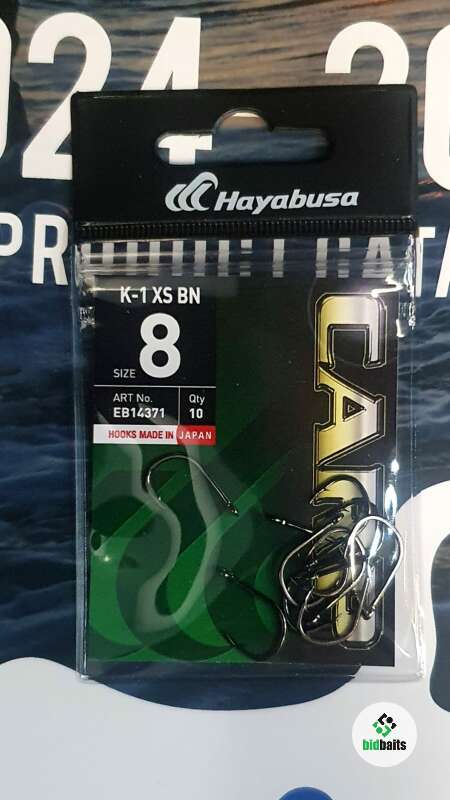 Hayabusa
K-1 XS BN
SIZE 8
ART No. Qty
EB14371 10
HOOKS MADE IN JAPAN
bidbaits